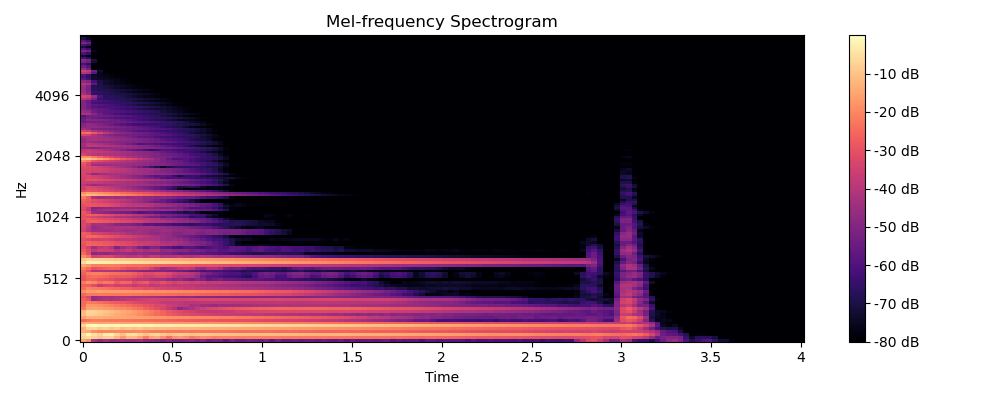 Mel-frequency Spectrogram
Hz
4096
2048
1024
512
0
0 0.5 1 1.5 2 2.5 3 3.5 4
Time
-10 dB
-20 dB
-30 dB
-40 dB
-50 dB
-60 dB
-70 dB
-80 dB